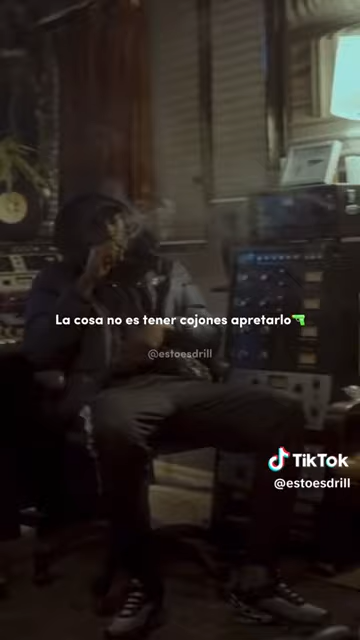 La cosa no es tener cojones apretarlo🔫
@estoesdrill
TikTok
@estoesdrill